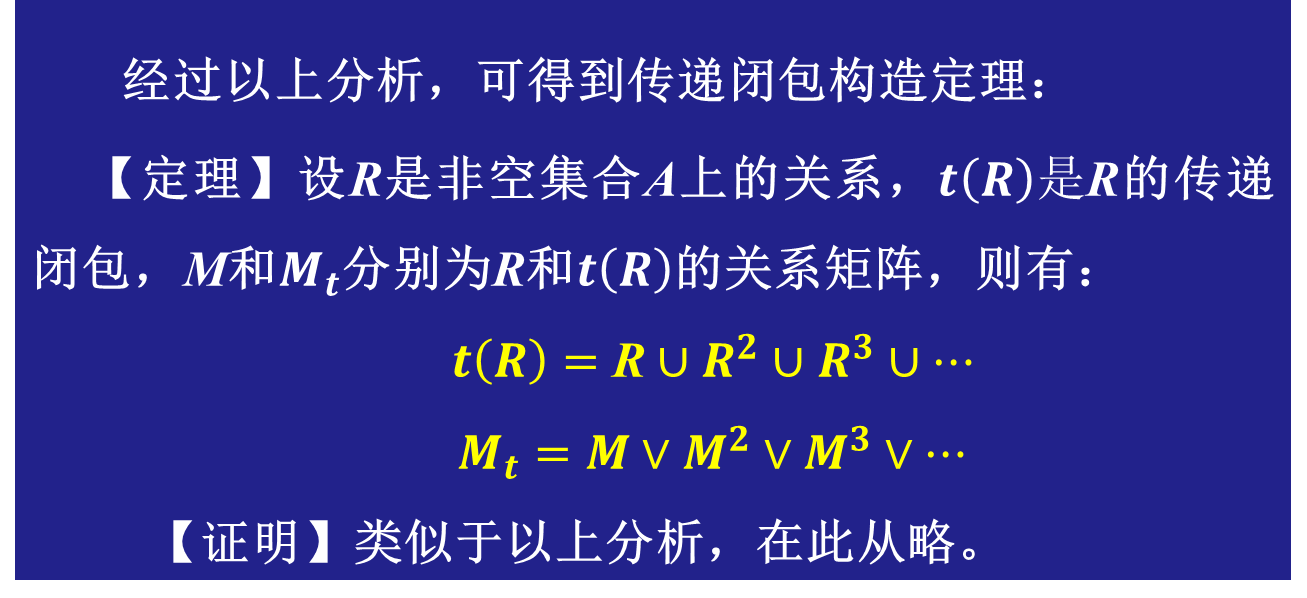 经过以上分析，可得到传递闭包构造定理：
【定理】设R是非空集合A上的关系，t(R)是R的传递
闭包，M和Mₜ分别为R和t(R)的关系矩阵，则有：
t(R) = R ∪ R² ∪ R³ ∪ ⋯
Mₜ = M ∨ M² ∨ M³ ∨ ⋯
【证明】类似于以上分析，在此从略。